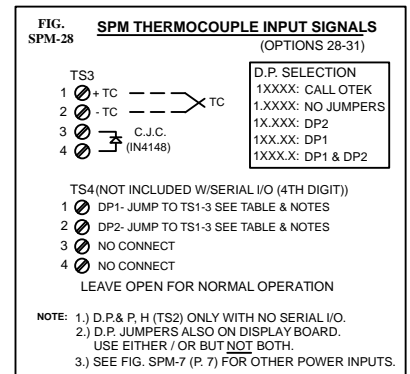 FIG.
SPM-28
SPM THERMOCOUPLE INPUT SIGNALS
(OPTIONS 28-31)
TS3
1 + TC
2 - TC
TC
3
4
C.J.C.
(IN4148)
D.P. SELECTION
1XXXX: CALL OTEK
1.XXXX: NO JUMPERS
1X.XXX: DP2
1XX.XX: DP1
1XXX.X: DP1 & DP2
TS4(NOT INCLUDED W/SERIAL I/O (4TH DIGIT))
1 DP1- JUMP TO TS1-3 SEE TABLE & NOTES
2 DP2- JUMP TO TS1-3 SEE TABLE & NOTES
3 NO CONNECT
4 NO CONNECT
LEAVE OPEN FOR NORMAL OPERATION
NOTE: 1.) D.P.& P, H (TS2) ONLY WITH NO SERIAL I/O.
2.) D.P. JUMPERS ALSO ON DISPLAY BOARD.
USE EITHER / OR BUT NOT BOTH.
3.) SEE FIG. SPM-7 (P. 7) FOR OTHER POWER INPUTS.